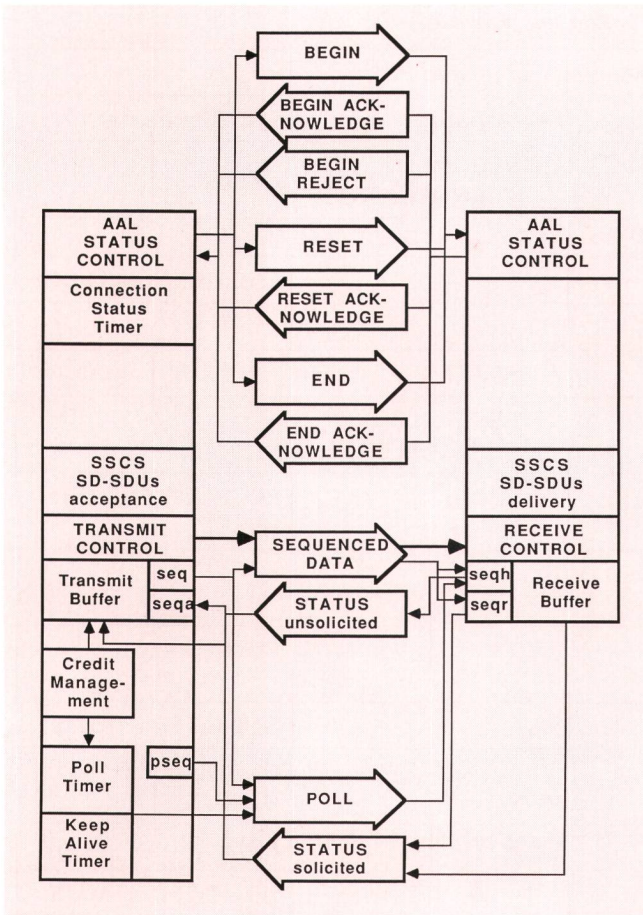 BEGIN
BEGIN ACK-
NOWLEDGE
BEGIN
REJECT
AAL
STATUS
CONTROL
RESET
AAL
STATUS
CONTROL
Connection
Status
Timer
RESET ACK-
NOWLEDGE
END
END ACK-
NOWLEDGE
SSCS
SD-SDUs
acceptance
SSCS
SD-SDUs
delivery
TRANSMIT
CONTROL
SEQUENCED
DATA
RECEIVE
CONTROL
Transmit
Buffer
seq
seqa
STATUS
unsolicited
seqh
seqr
Receive
Buffer
Credit
Manage-
ment
Poll
Timer
pseq
POLL
Keep
Alive
Timer
STATUS
solicited